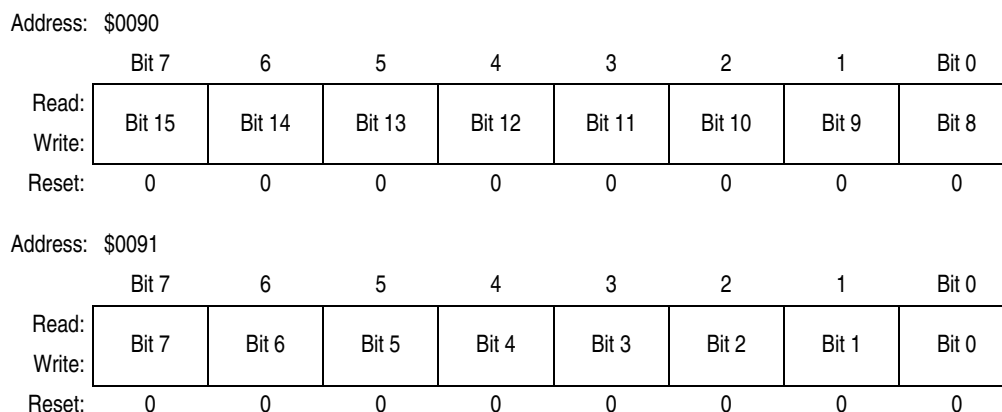 Address: $0090
Bit 7 6 5 4 3 2 1 Bit 0
Read:
Bit 15 Bit 14 Bit 13 Bit 12 Bit 11 Bit 10 Bit 9 Bit 8
Write:
Reset: 0 0 0 0 0 0 0 0
Address: $0091
Bit 7 6 5 4 3 2 1 Bit 0
Read:
Bit 7 Bit 6 Bit 5 Bit 4 Bit 3 Bit 2 Bit 1 Bit 0
Write:
Reset: 0 0 0 0 0 0 0 0